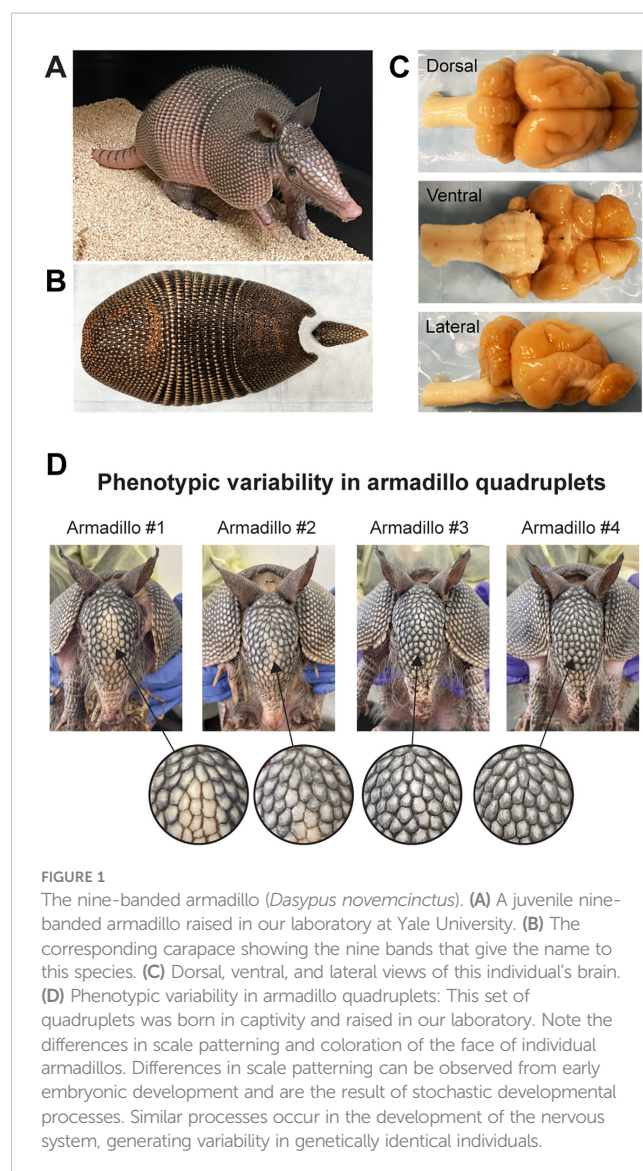 A
B
C
Dorsal
Ventral
Lateral
D
Phenotypic variability in armadillo quadruplets
Armadillo #1
Armadillo #2
Armadillo #3
Armadillo #4
FIGURE 1
The nine-banded armadillo (Dasypus novemcinctus). (A) A juvenile nine-
banded armadillo raised in our laboratory at Yale University. (B) The
corresponding carapace showing the nine bands that give the name to
this species. (C) Dorsal, ventral, and lateral views of this individual's brain.
(D) Phenotypic variability in armadillo quadruplets: This set of
quadruplets was born in captivity and raised in our laboratory. Note the
differences in scale patterning and coloration of the face of individual
armadillos. Differences in scale patterning can be observed from early
embryonic development and are the result of stochastic developmental
processes. Similar processes occur in the development of the nervous
system, generating variability in genetically identical individuals.